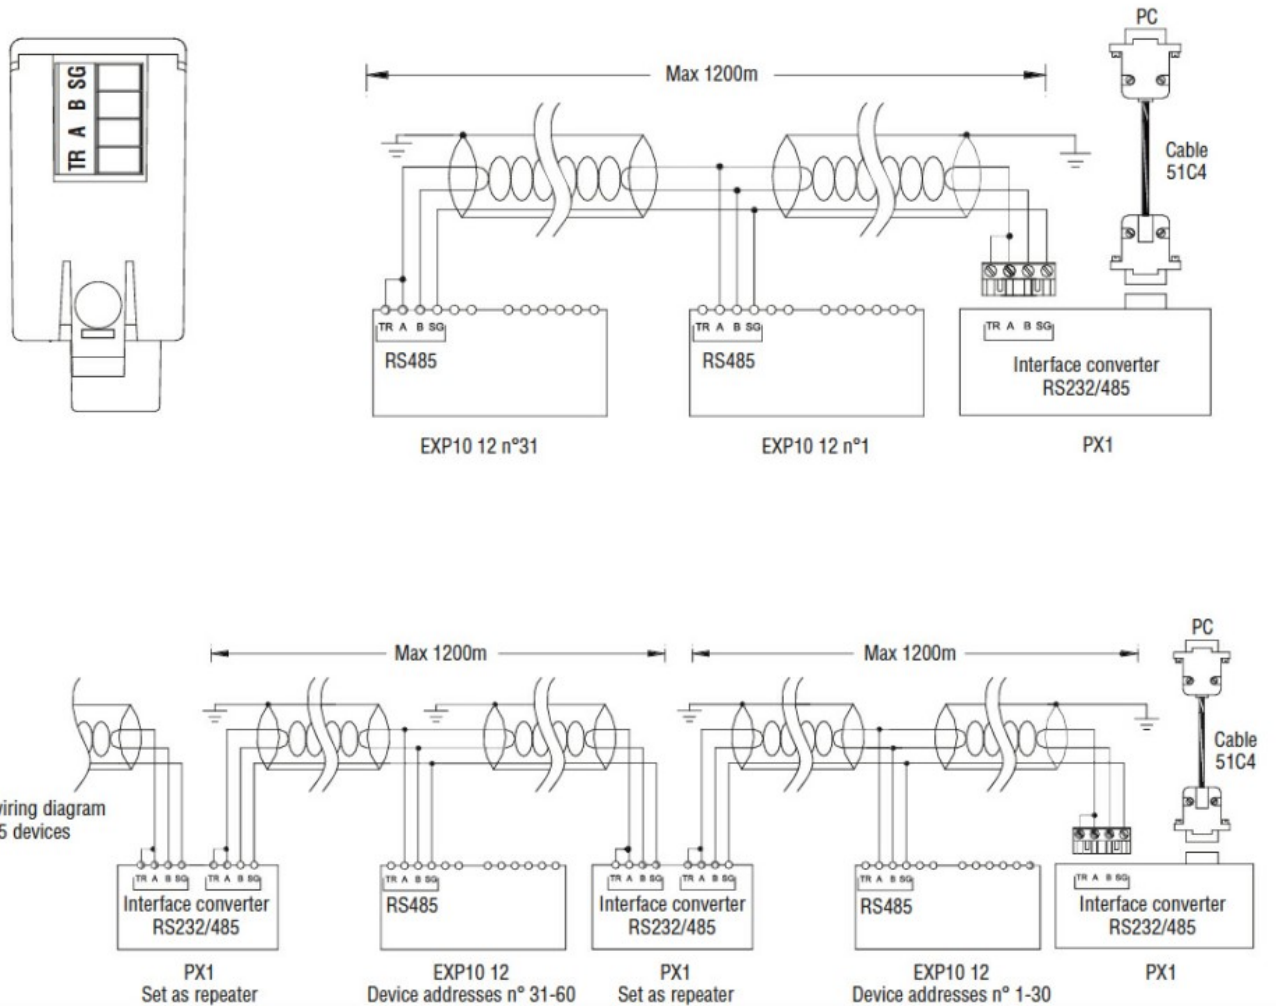 SG
B
A
TR
PC
Max 1200m
Cable
51C4
TR A B SG
RS485
TR A B SG
RS485
TR A B SG
Interface converter
RS232/485
EXP10 12 n°31
EXP10 12 n°1
PX1
PC
Max 1200m
Max 1200m
Cable
51C4
iring diagram
5 devices
TR A B SG
TR A B SG
Interface converter
RS232/485
TR A B SG
RS485
TR A B SG
TR A B SG
Interface converter
RS232/485
TR A B SG
RS485
TR A B SG
Interface converter
RS232/485
PX1
Set as repeater
EXP10 12
Device addresses n° 31-60
PX1
Set as repeater
EXP10 12
Device addresses n° 1-30
PX1